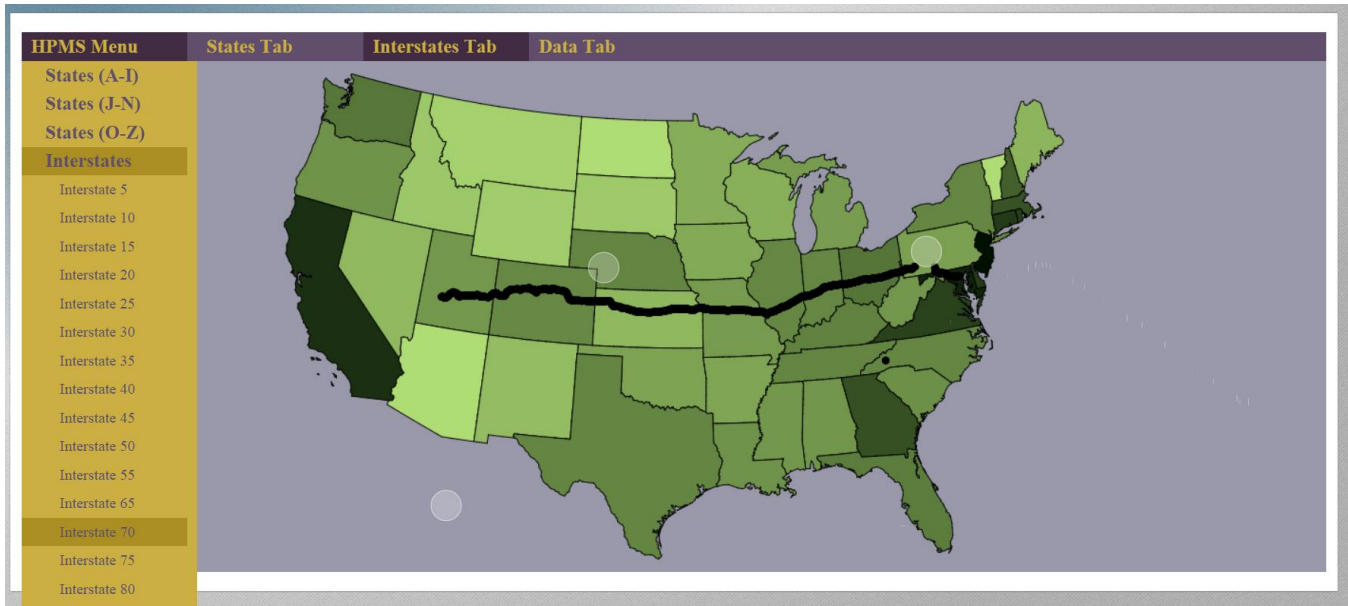 HPMS Menu States Tab Interstates Tab Data Tab
States (A-I)
States (J-N)
States (O-Z)
Interstates
Interstate 5
Interstate 10
Interstate 15
Interstate 20
Interstate 25
Interstate 30
Interstate 35
Interstate 40
Interstate 45
Interstate 50
Interstate 55
Interstate 65
Interstate 70
Interstate 75
Interstate 80